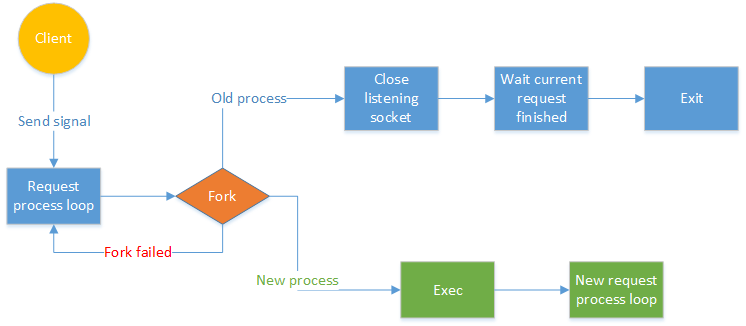 Client
Send signal
Request
process loop
Fork
Fork failed
Old process
Close
listening
socket
Wait current
request
finished
Exit
New process
Exec
New request
process loop